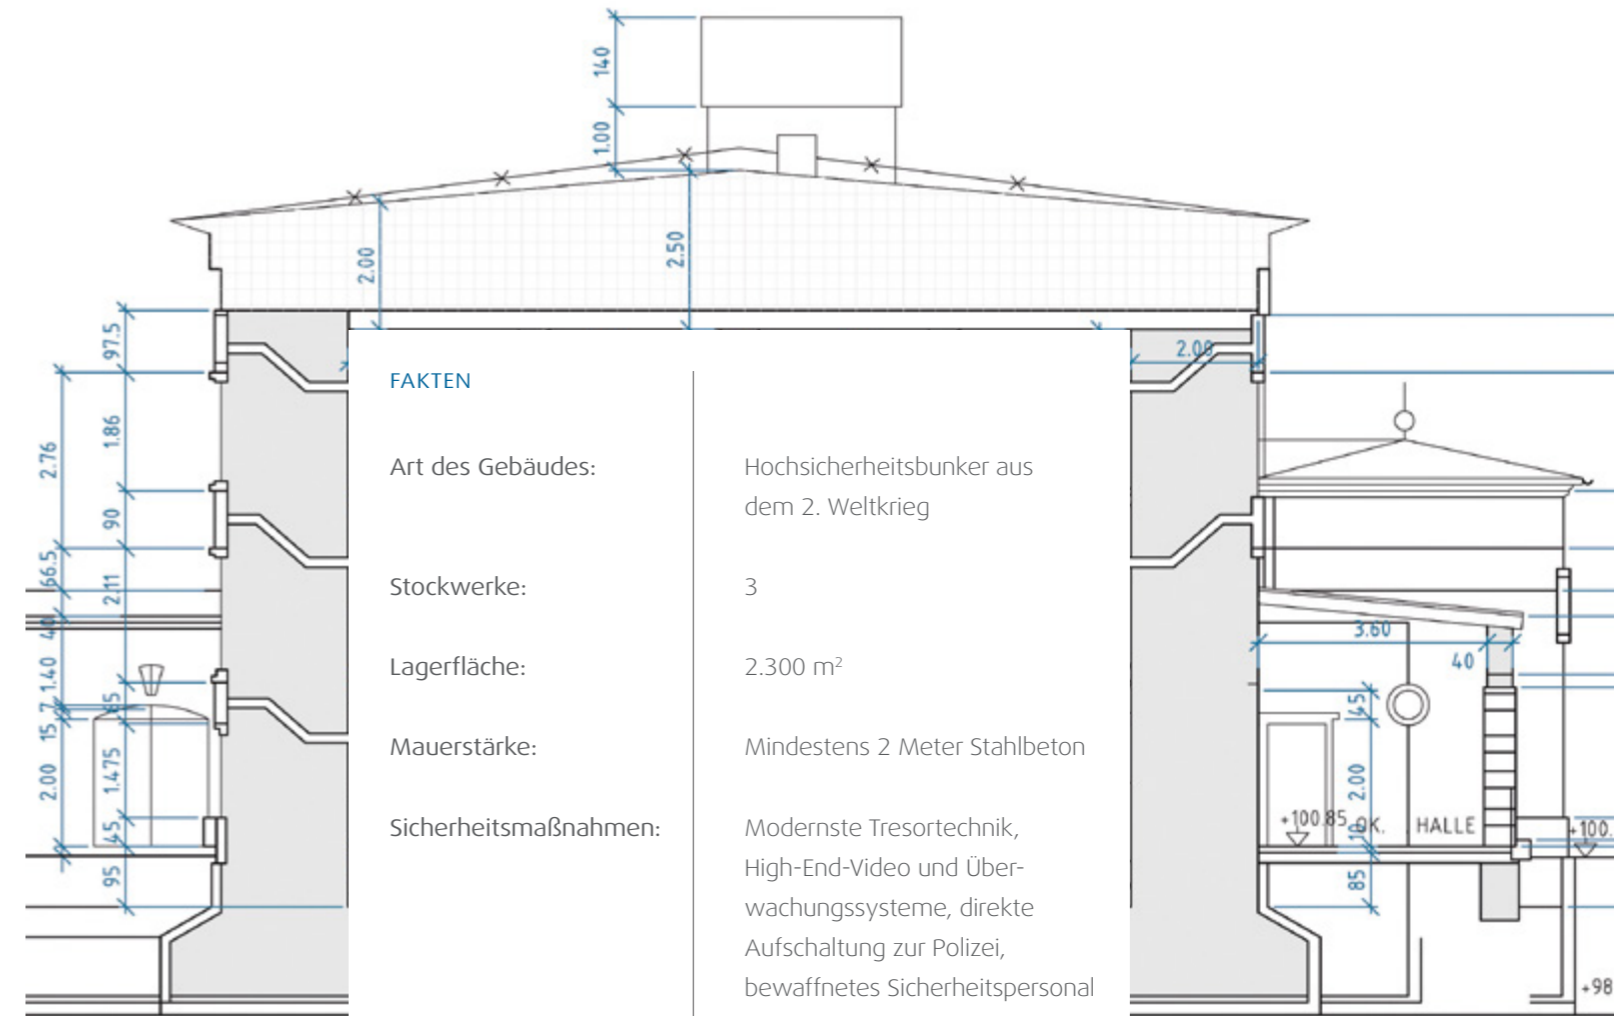 140
1.00
2.00
2.50
97.5
2.00
1.86
2.76
90
66.5
2.11
40
1.40
7
15
2.00
1.475
45
95
FAKTEN
Art des Gebäudes:
Hochsicherheitsbunker aus
dem 2. Weltkrieg
Stockwerke:
3
Lagerfläche:
2.300 m²
Mauerstärke:
Mindestens 2 Meter Stahlbeton
Sicherheitsmaßnahmen:
Modernste Tresortechnik,
High-End-Video und Über-
wachungssysteme, direkte
Aufschaltung zur Polizei,
bewaffnetes Sicherheitspersonal
3.60
40
45
2.00
10
+100.85 OK. HALLE
+100.
85
+98